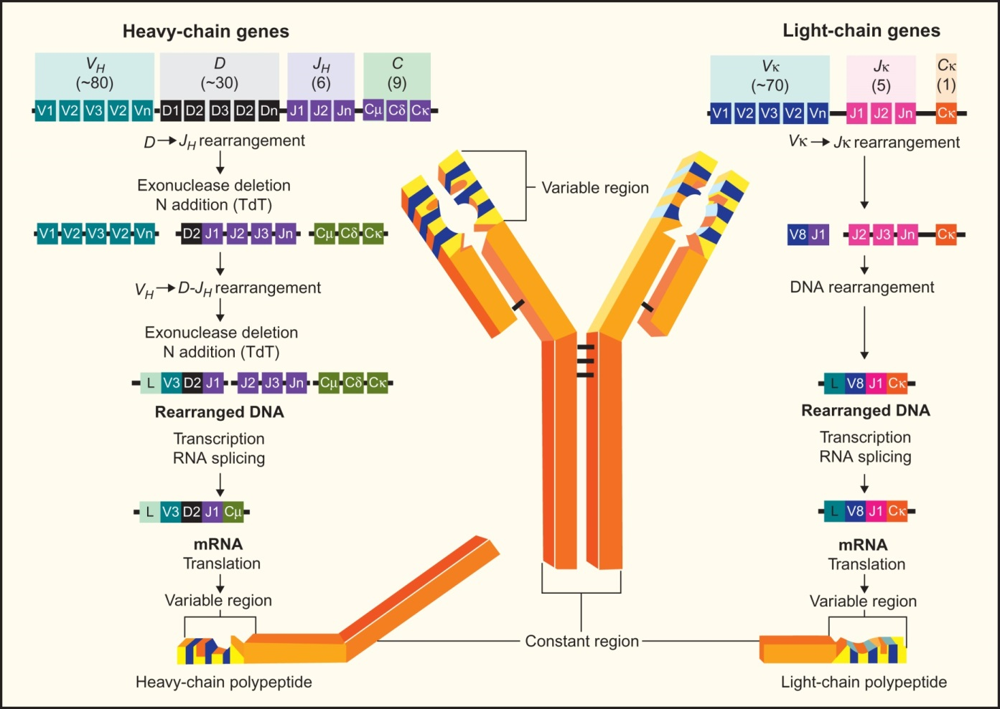 Heavy-chain genes
V_H D J_H C
(~80) (~30) (6) (9)
V1 V2 V3 V2 Vn D1 D2 D3 D2 Dn J1 J2 Jn Cμ Cδ Cκ
D → J_H rearrangement
Exonuclease deletion
N addition (TdT)
V1 V2 V3 V2 Vn D2 J1 J2 J3 Jn Cμ Cδ Cκ
V_H → D-J_H rearrangement
Exonuclease deletion
N addition (TdT)
L V3 D2 J1 J2 J3 Jn Cμ Cδ Cκ
Rearranged DNA
Transcription
RNA splicing
L V3 D2 J1 Cμ
mRNA
Translation
Variable region
Heavy-chain polypeptide
Variable region
Constant region
Light-chain genes
Vκ Jκ Cκ
(~70) (5) (1)
V1 V2 V3 V2 Vn J1 J2 Jn Cκ
Vκ → Jκ rearrangement
V8 J1 J2 J3 Jn Cκ
DNA rearrangement
L V8 J1 Cκ
Rearranged DNA
Transcription
RNA splicing
L V8 J1 Cκ
mRNA
Translation
Variable region
Light-chain polypeptide